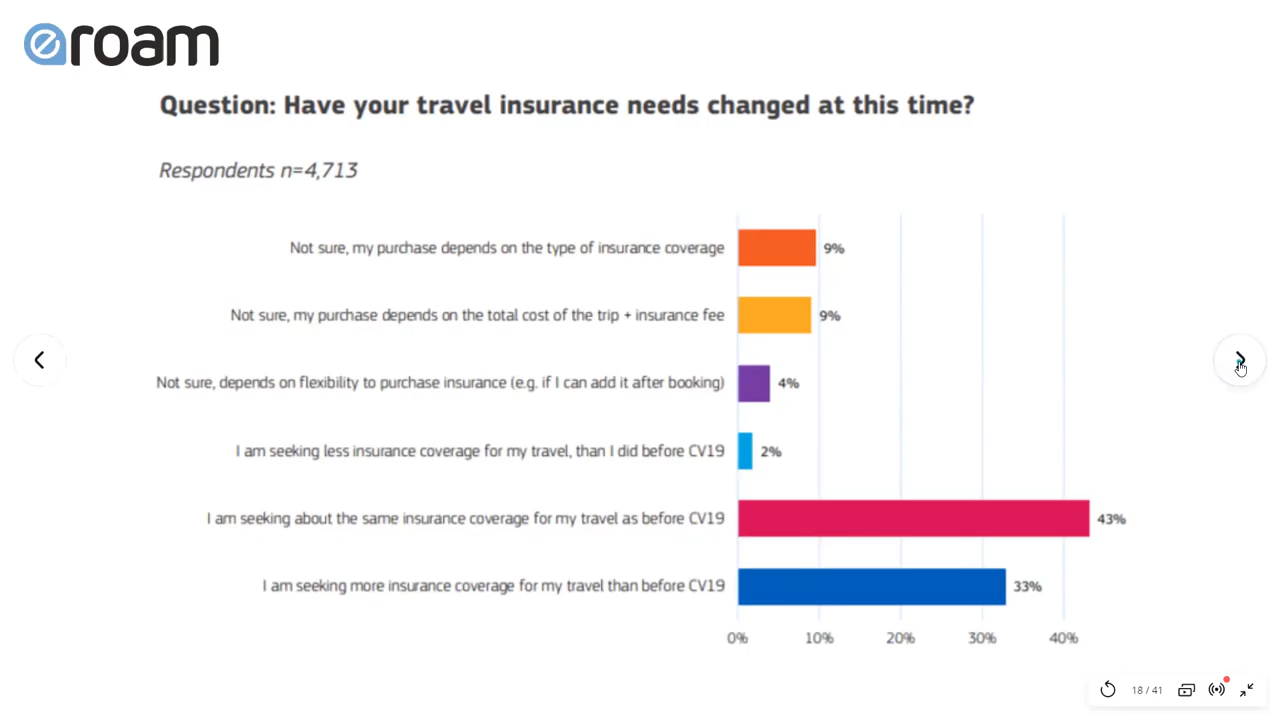 eroam
Question: Have your travel insurance needs changed at this time?
Respondents n=4,713
Not sure, my purchase depends on the type of insurance coverage 9%
Not sure, my purchase depends on the total cost of the trip + insurance fee 9%
Not sure, depends on flexibility to purchase insurance (e.g. if I can add it after booking) 4%
I am seeking less insurance coverage for my travel, than I did before CV19 2%
I am seeking about the same insurance coverage for my travel as before CV19 43%
I am seeking more insurance coverage for my travel than before CV19 33%
0% 10% 20% 30% 40%
18 / 41